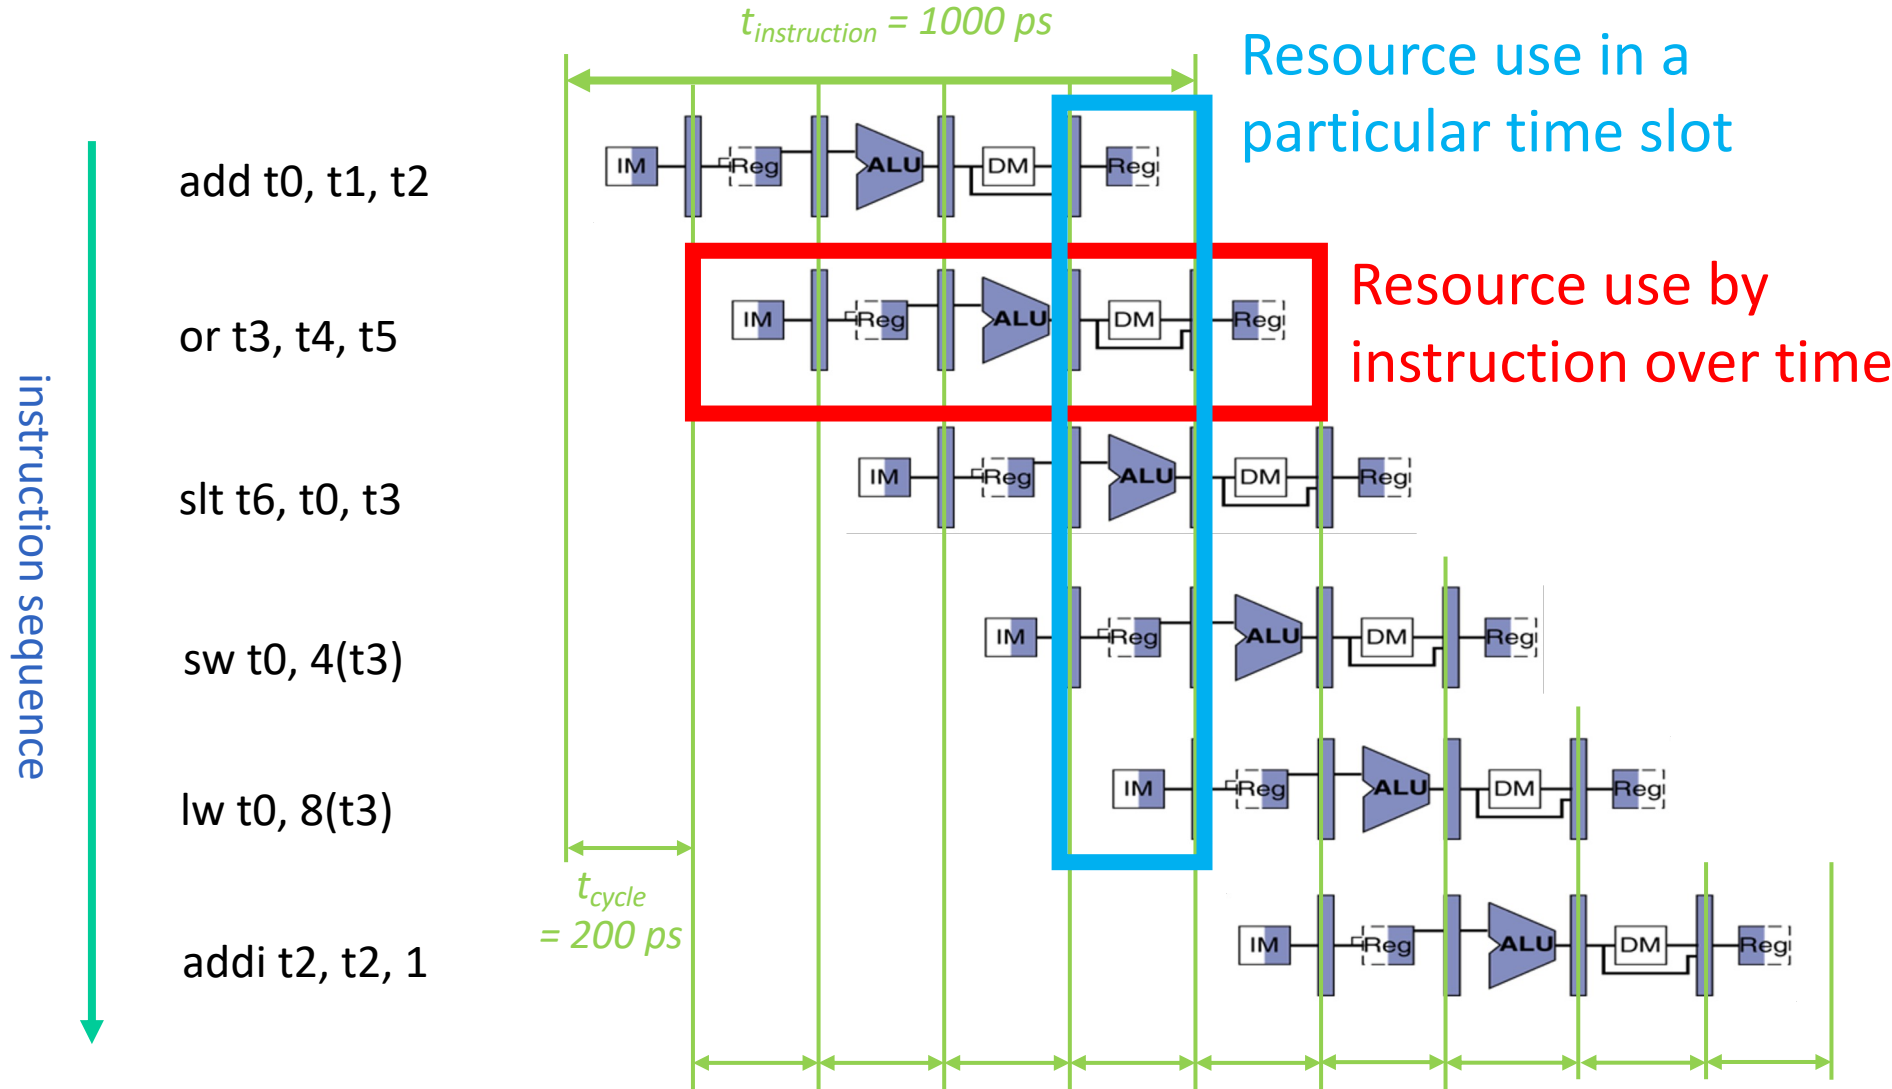 t_instruction = 1000 ps
Resource use in a
particular time slot
add t0, t1, t2
IM Reg ALU DM Reg
Resource use by
instruction over time
or t3, t4, t5
IM Reg ALU DM Reg
instruction sequence
slt t6, t0, t3
IM Reg ALU DM Reg
sw t0, 4(t3)
IM Reg ALU DM Reg
lw t0, 8(t3)
IM Reg ALU DM Reg
t_cycle
= 200 ps
addi t2, t2, 1
IM Reg ALU DM Reg